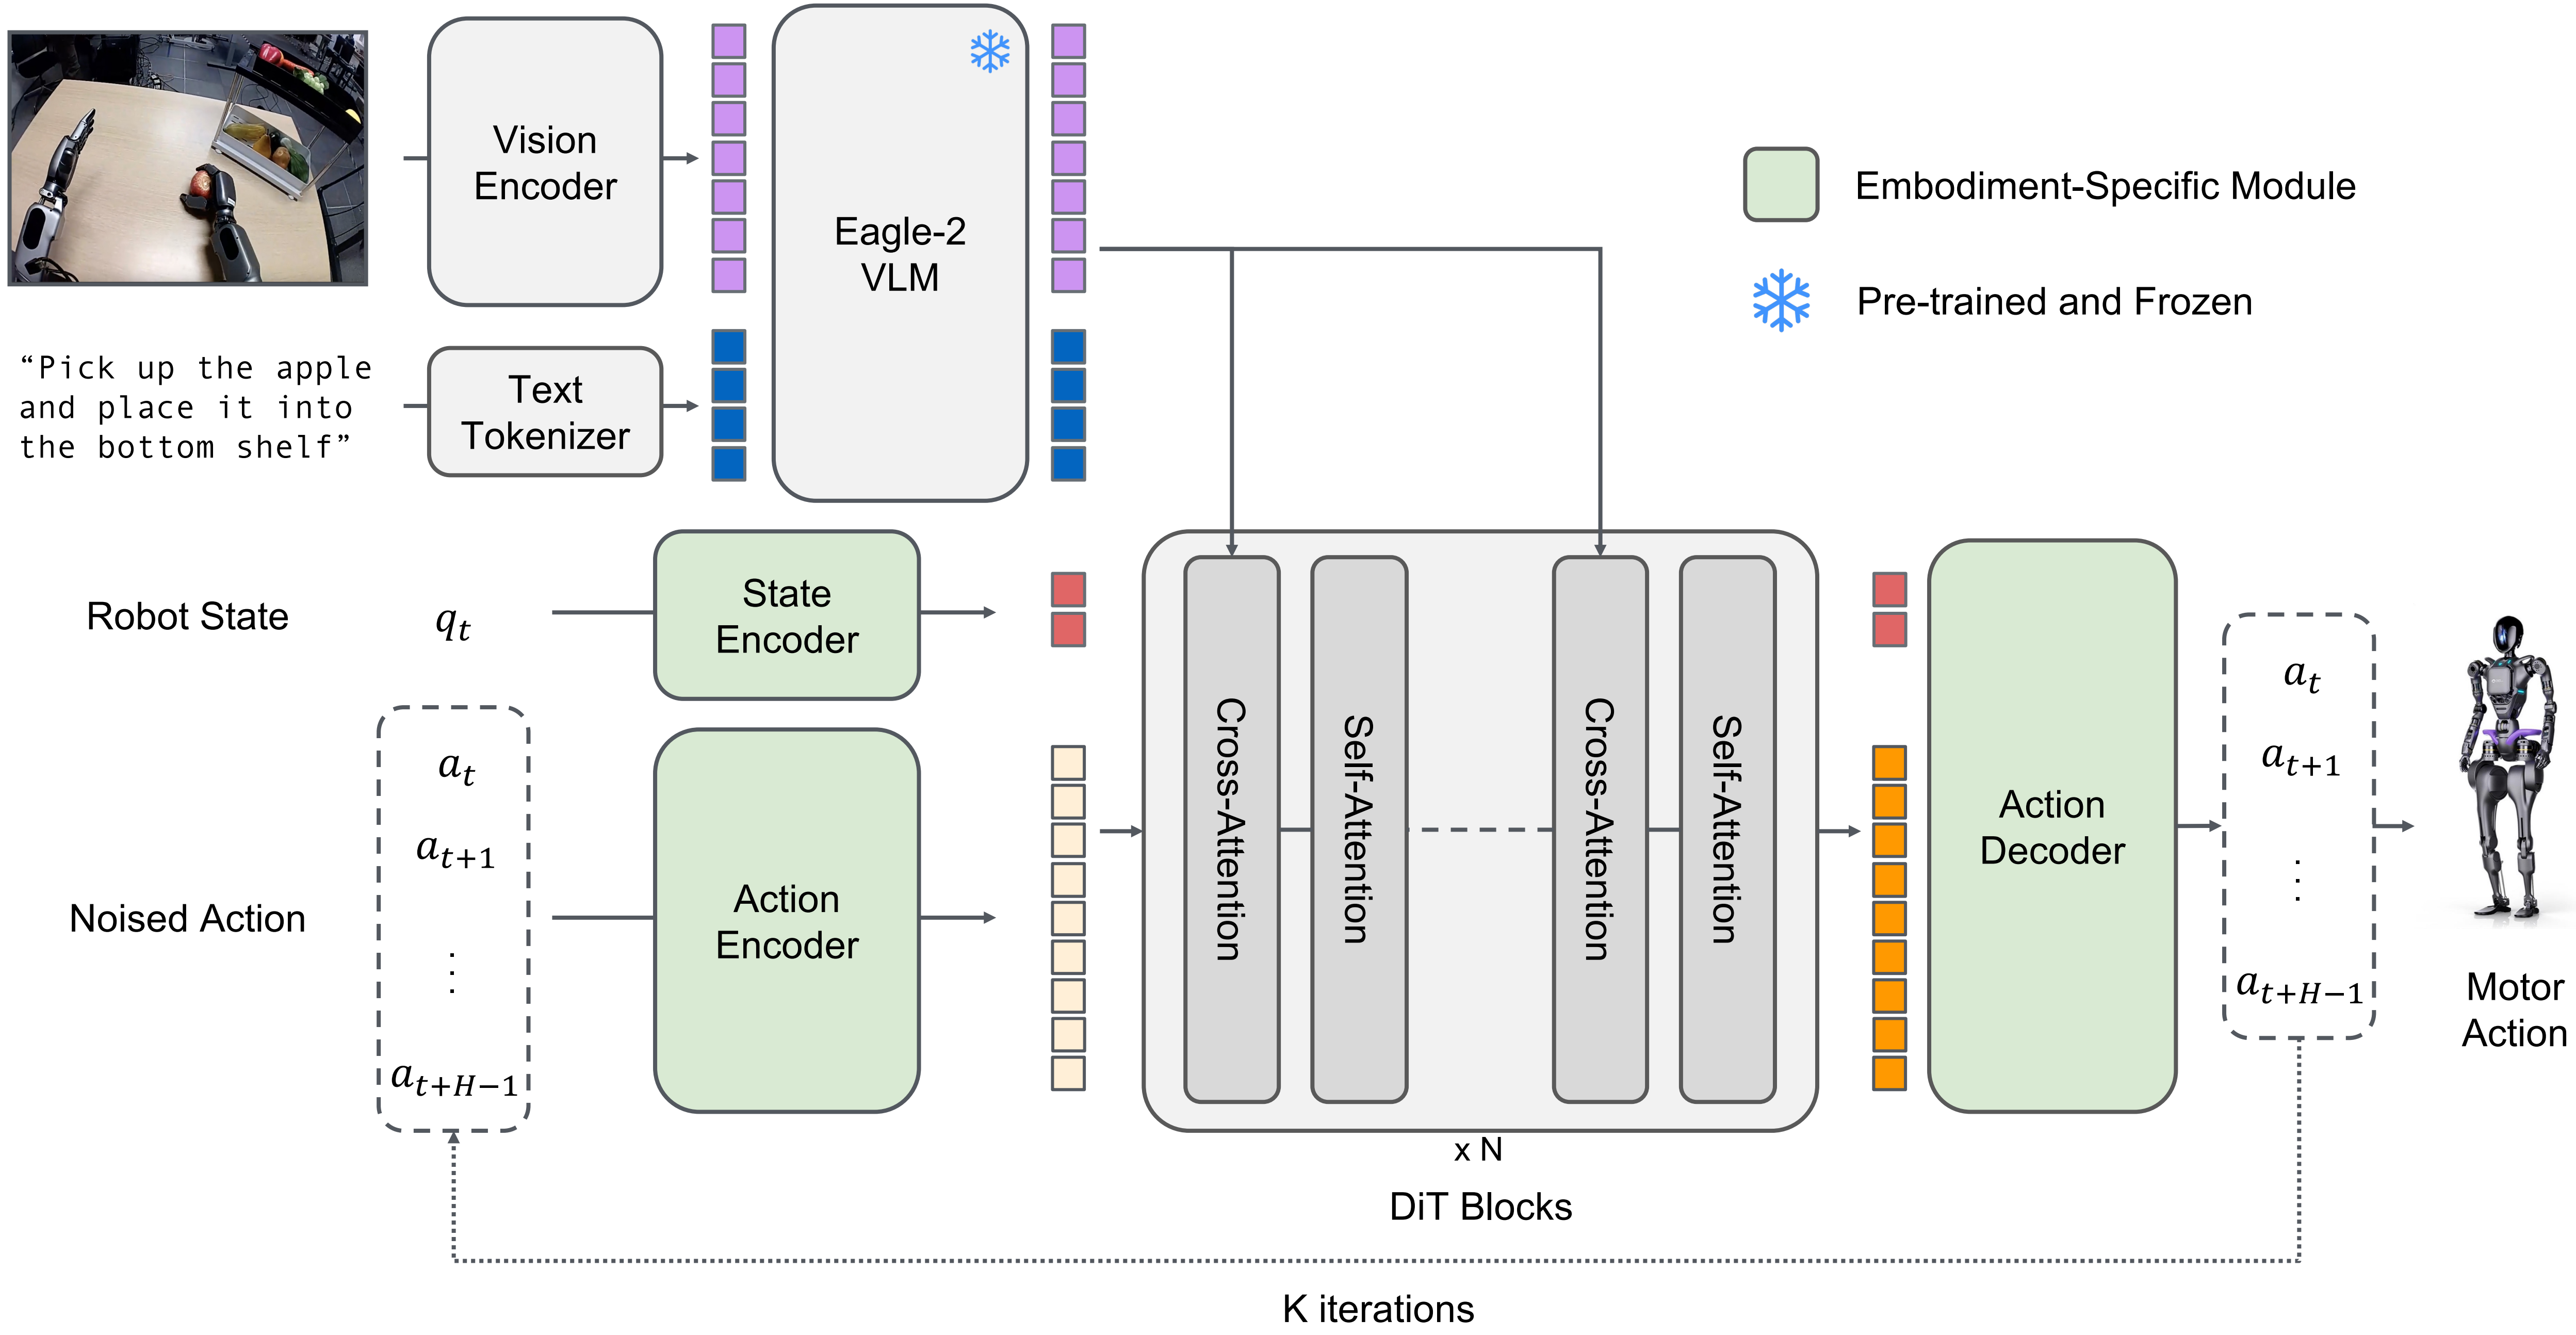 Vision
Encoder
Eagle-2
VLM
Embodiment-Specific Module
Pre-trained and Frozen
“Pick up the apple
and place it into
the bottom shelf”
Text
Tokenizer
Robot State
q_t
State
Encoder
Noised Action
a_t
a_{t+1}
⋮
a_{t+H−1}
Action
Encoder
Cross-Attention
Self-Attention
Cross-Attention
Self-Attention
x N
DiT Blocks
Action
Decoder
a_t
a_{t+1}
⋮
a_{t+H−1}
Motor
Action
K iterations